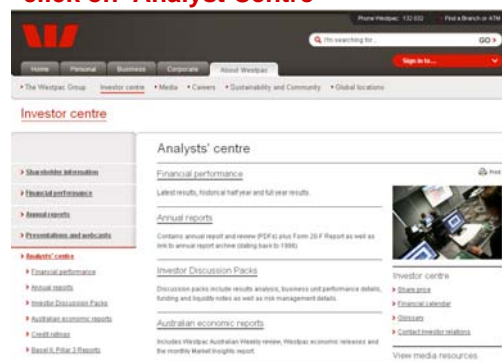 click on 'Analyst Centre'
Phone Westpac: 132 032
Find a Branch or ATM
I'm searching for...
GO
Sign in to...
Home
Personal
Business
Corporate
About Westpac
The Westpac Group
Investor centre
Media
Careers
Sustainability and Community
Global locations
Investor centre
Analysts' centre
Shareholder information
Financial performance
Annual reports
Presentations and webcasts
Analysts' centre
Financial performance
Annual reports
Investor Discussion Packs
Australian economic reports
Credit ratings
Basel II, Pillar 3 Reports
Financial performance
Latest results, historical half year and full year results.
Annual reports
Contains annual report and review (PDFs) plus Form 20-F Report as well as
link to annual report archive (dating back to 1996).
Investor Discussion Packs
Discussion packs include results analysis, business unit performance details,
funding and liquidity notes as well as risk management details.
Australian economic reports
Includes Westpac Australian Weekly review, Westpac economic releases and
the monthly Market Insights report.
Print
Investor centre
Share price
Financial calendar
Glossary
Contact investor relations
View media resources